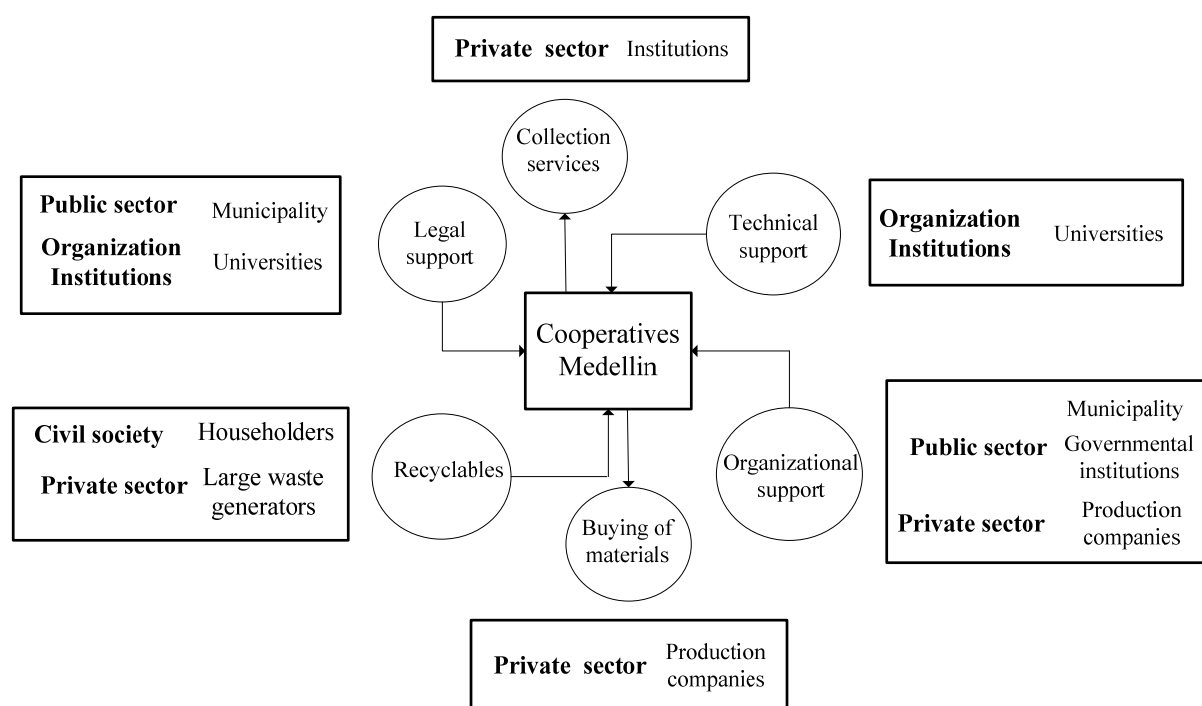 Private sector Institutions
Collection
services
Public sector Municipality
Organization
Institutions Universities
Legal
support
Technical
support
Organization
Institutions Universities
Cooperatives
Medellin
Civil society Householders
Private sector Large waste
generators
Recyclables
Buying of
materials
Organizational
support
Municipality
Public sector Governmental
institutions
Private sector Production
companies
Private sector Production
companies